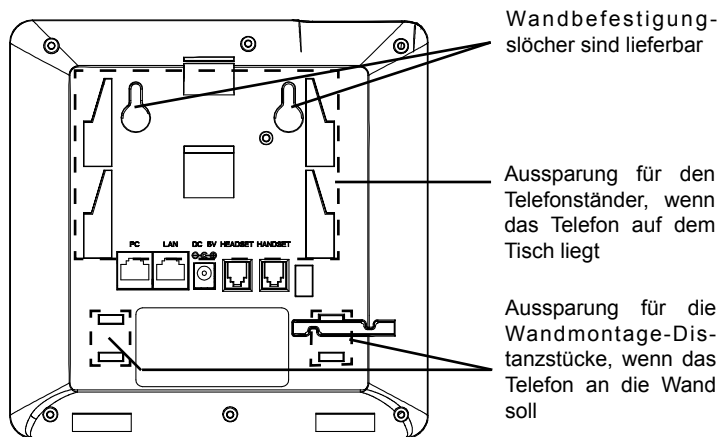 Wandbefestigung-
slöcher sind lieferbar
Aussparung für den
Telefonständer, wenn
das Telefon auf dem
Tisch liegt
PC LAN DC 5V HEADSET HANDSET
Aussparung für die
Wandmontage-Dis-
tanzstücke, wenn das
Telefon an die Wand
soll